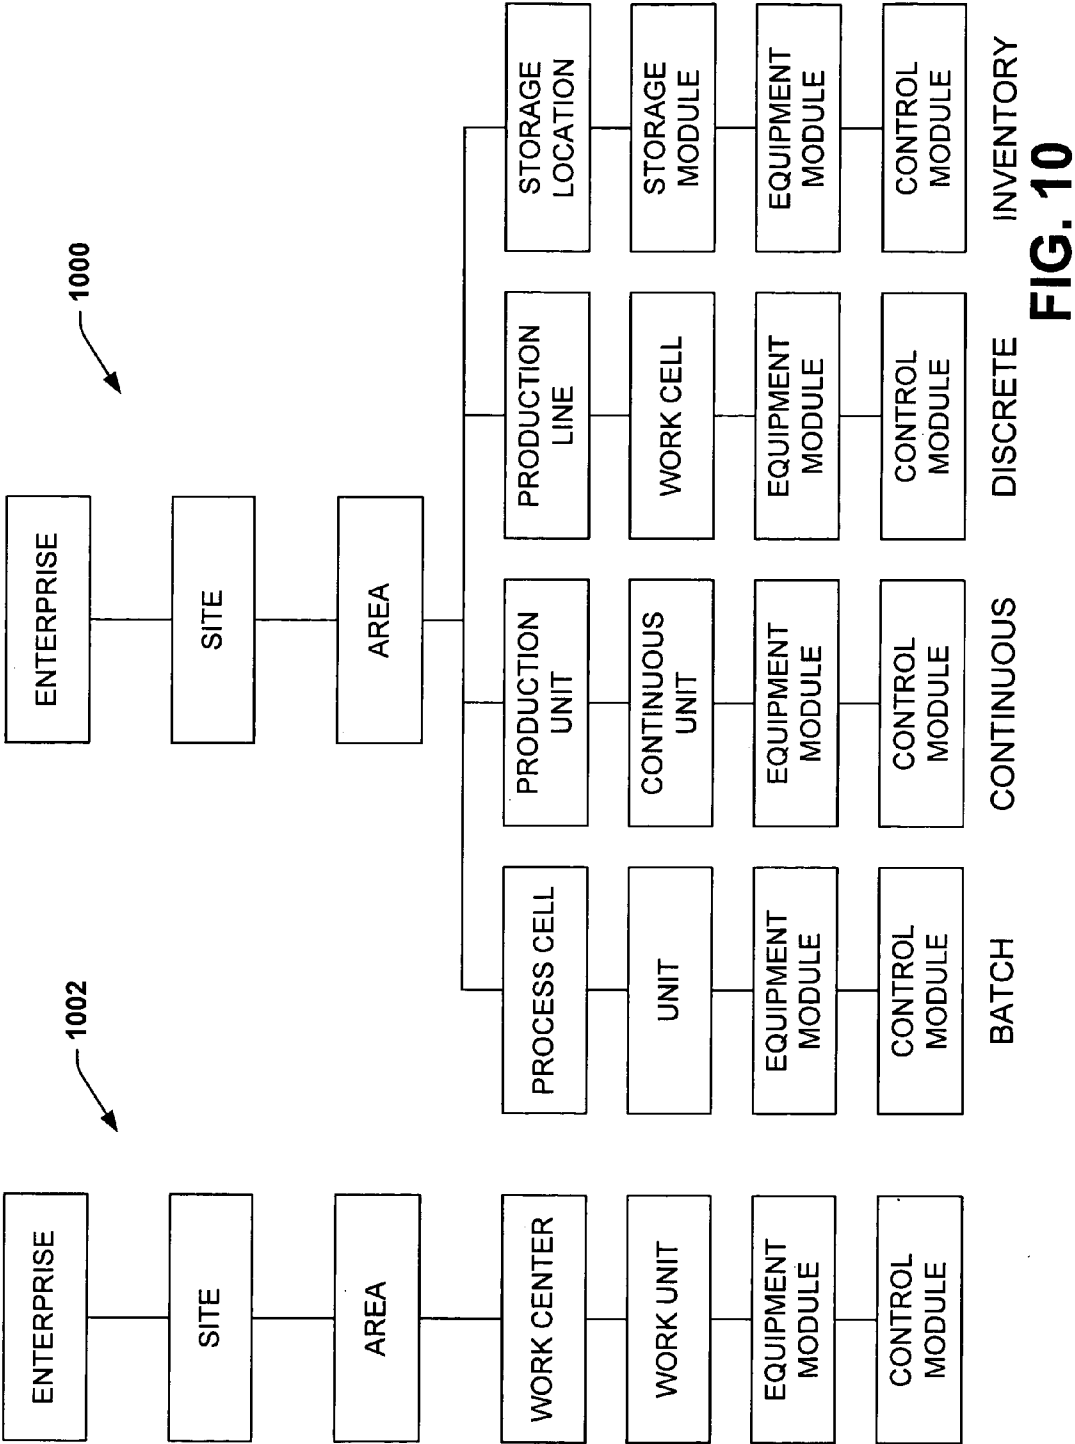 1002
ENTERPRISE
SITE
AREA
WORK CENTER
WORK UNIT
EQUIPMENT
MODULE
CONTROL
MODULE
1000
ENTERPRISE
SITE
AREA
PROCESS CELL
UNIT
EQUIPMENT
MODULE
CONTROL
MODULE
BATCH
PRODUCTION
UNIT
CONTINUOUS
UNIT
EQUIPMENT
MODULE
CONTROL
MODULE
CONTINUOUS
PRODUCTION
LINE
WORK CELL
EQUIPMENT
MODULE
CONTROL
MODULE
DISCRETE
STORAGE
LOCATION
STORAGE
MODULE
EQUIPMENT
MODULE
CONTROL
MODULE
INVENTORY
FIG. 10